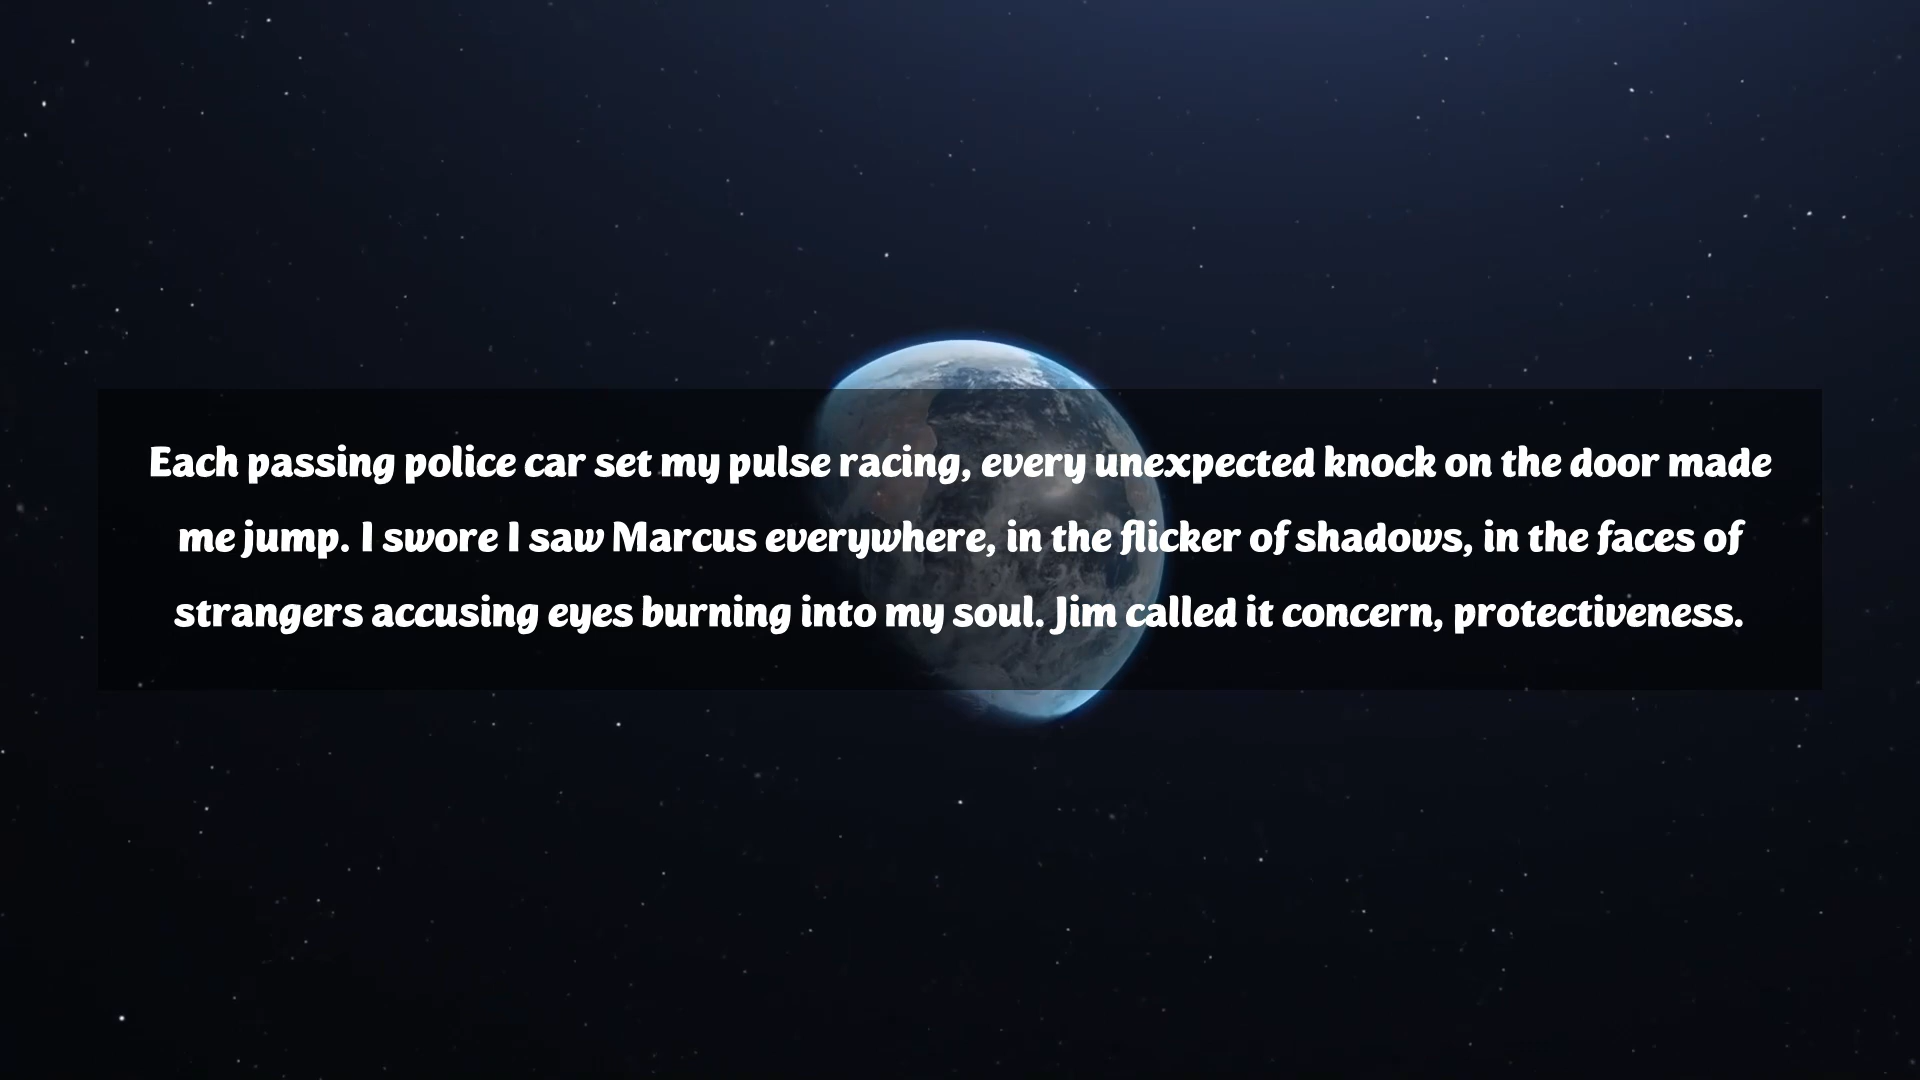 Each passing police car set my pulse racing, every unexpected knock on the door made
me jump. I swore I saw Marcus everywhere, in the flicker of shadows, in the faces of
strangers accusing eyes burning into my soul. Jim called it concern, protectiveness.